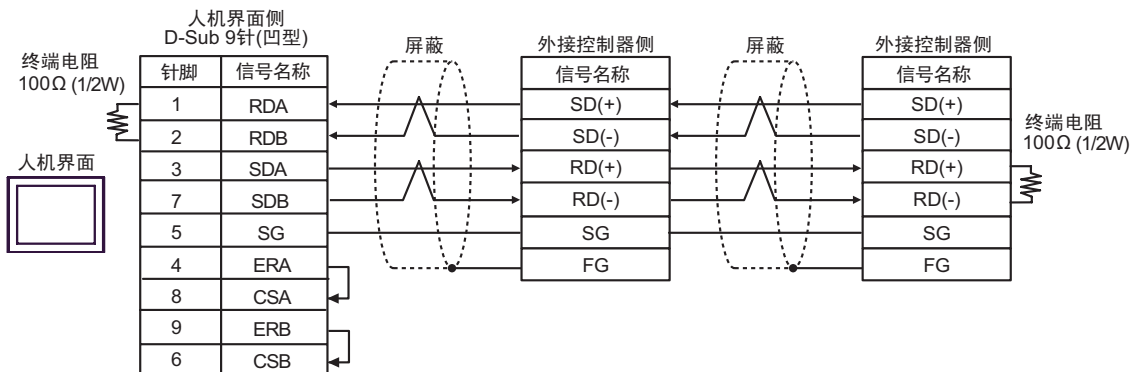 人机界面侧
D-Sub 9针(凹型)
终端电阻
100Ω (1/2W)
人机界面
针脚 信号名称
1 RDA
2 RDB
3 SDA
7 SDB
5 SG
4 ERA
8 CSA
9 ERB
6 CSB
屏蔽
外接控制器侧
信号名称
SD(+)
SD(-)
RD(+)
RD(-)
SG
FG
屏蔽
外接控制器侧
信号名称
SD(+)
SD(-)
RD(+)
RD(-)
SG
FG
终端电阻
100Ω (1/2W)